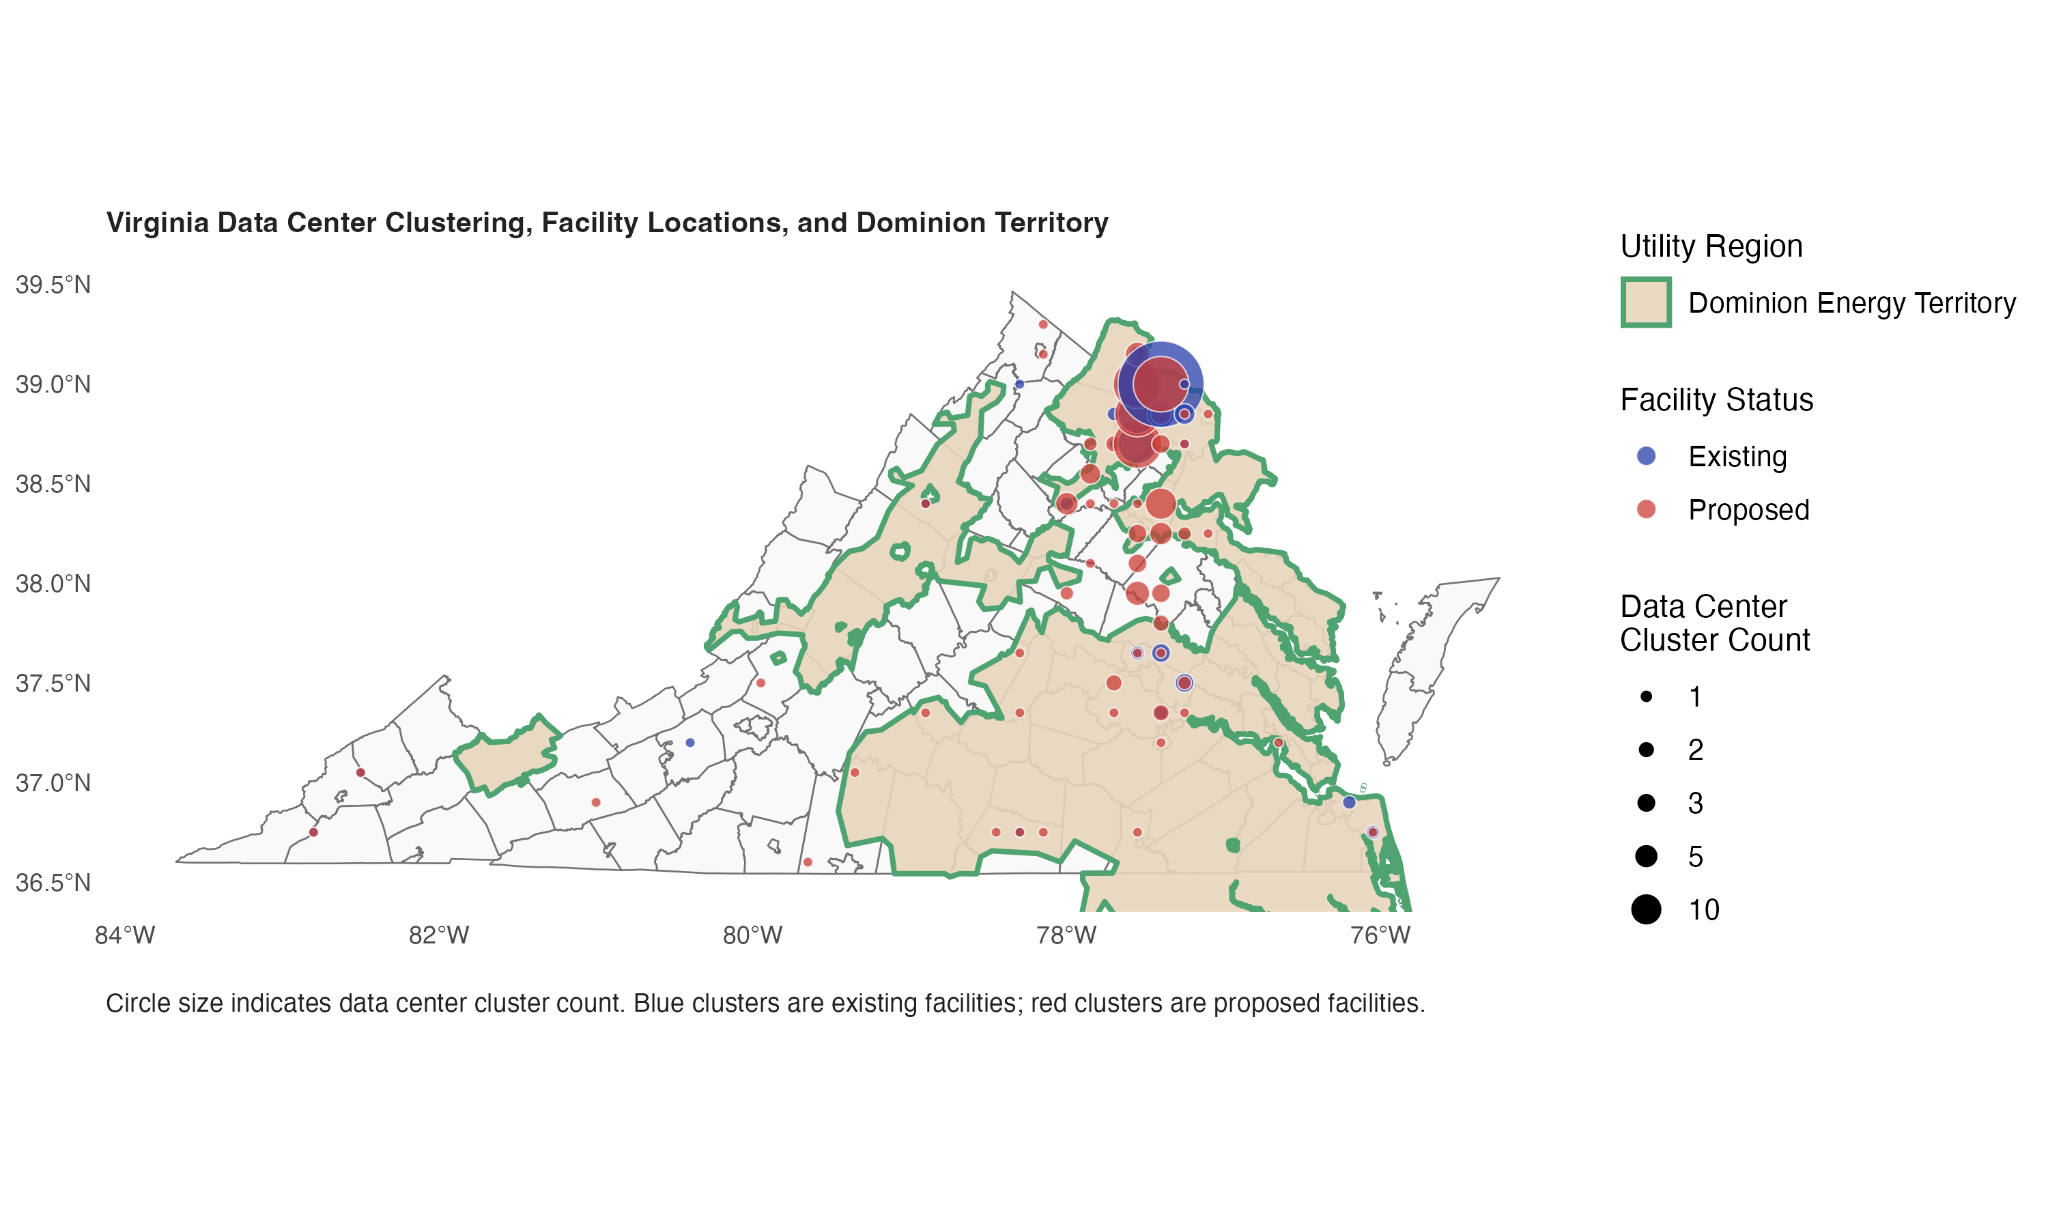 Virginia Data Center Clustering, Facility Locations, and Dominion Territory
39.5°N
39.0°N
38.5°N
38.0°N
37.5°N
37.0°N
36.5°N
84°W
82°W
80°W
78°W
76°W
Utility Region
Dominion Energy Territory
Facility Status
Existing
Proposed
Data Center
Cluster Count
1
2
3
5
10
Circle size indicates data center cluster count. Blue clusters are existing facilities; red clusters are proposed facilities.